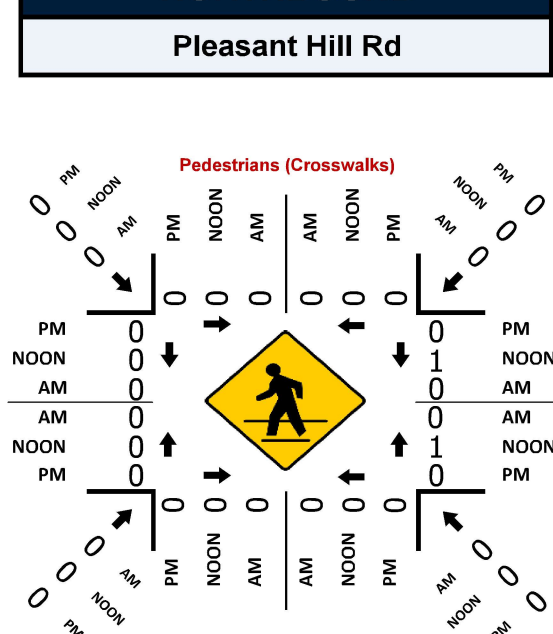 Pleasant Hill Rd
Pedestrians (Crosswalks)
PM NOON AM
0 0 0
PM NOON AM AM NOON PM
0 0 0 0 0 0
PM NOON AM
0 0 0
PM 0 0 PM
NOON 0 1 NOON
AM 0 0 AM
AM 0 0 AM
NOON 0 1 NOON
PM 0 0 PM
0 0 0 0 0 0
PM NOON AM AM NOON PM
0 0 0
AM NOON PM
0 0 0
AM NOON PM